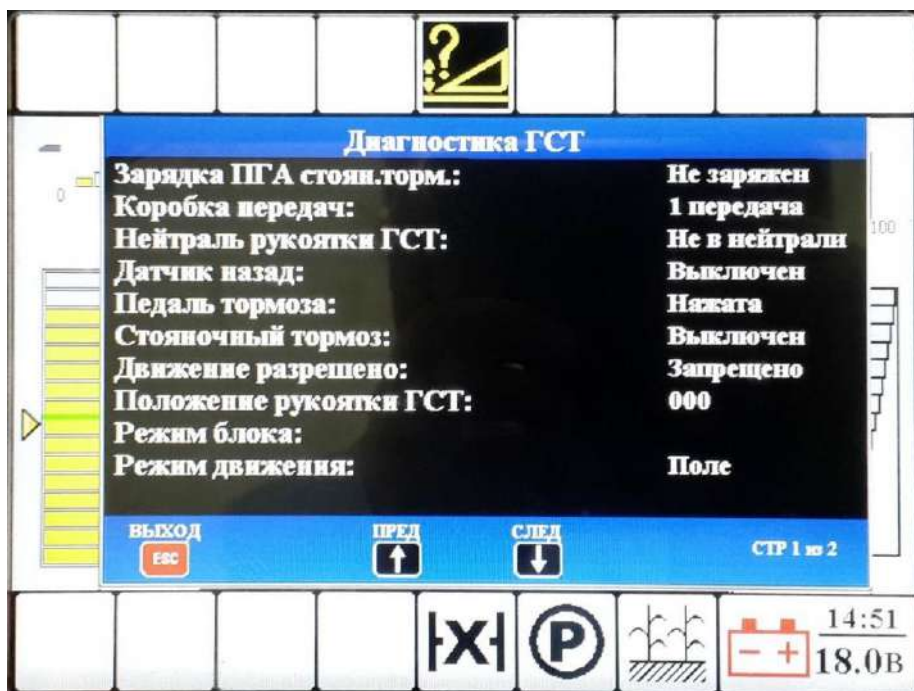 ?
Диагностика ГСТ
Зарядка ПГА стоян.торм.: Не заряжен
Коробка передач: 1 передача
Нейтраль рукоятки ГСТ: Не в нейтрали
Датчик назад: Выключен
Педаль тормоза: Нажата
Стояночный тормоз: Выключен
Движение разрешено: Запрещено
Положение рукоятки ГСТ: 000
Режим блока:
Режим движения: Поле
0
100
ВЫХОД
ESC
ПРЕД
СЛЕД
СТР 1 из 2
X
P
- +
14:51
18.0В